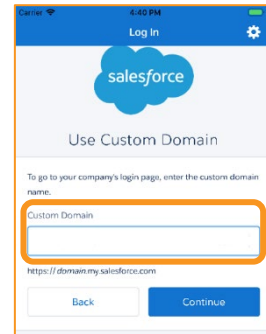 Carrier 4:40 PM
Log In
salesforce
Use Custom Domain
To go to your company's login page, enter the custom domain
name.
Custom Domain
https://domain.my.salesforce.com
Back Continue